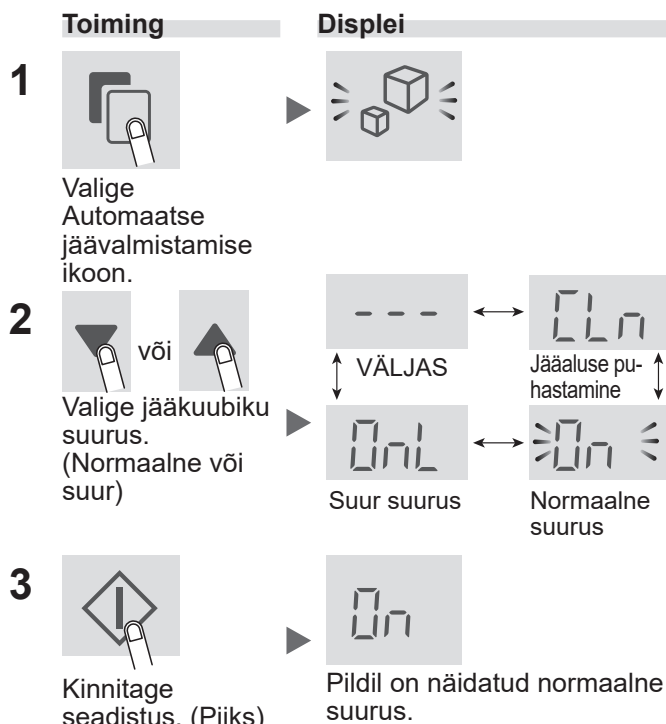 Toiming Displei
1
Valige
Automaatse
jäävalmistamise
ikoon.
2
või
Valige jääkuubiku
suurus.
(Normaalne või
suur)
- - - CLn
VÄLJAS
Jääaluse pu-
hastamine
OnL On
Suur suurus
Normaalne
suurus
3
Kinnitage
seadistus. (Piiks)
On
Pildil on näidatud normaalne
suurus.